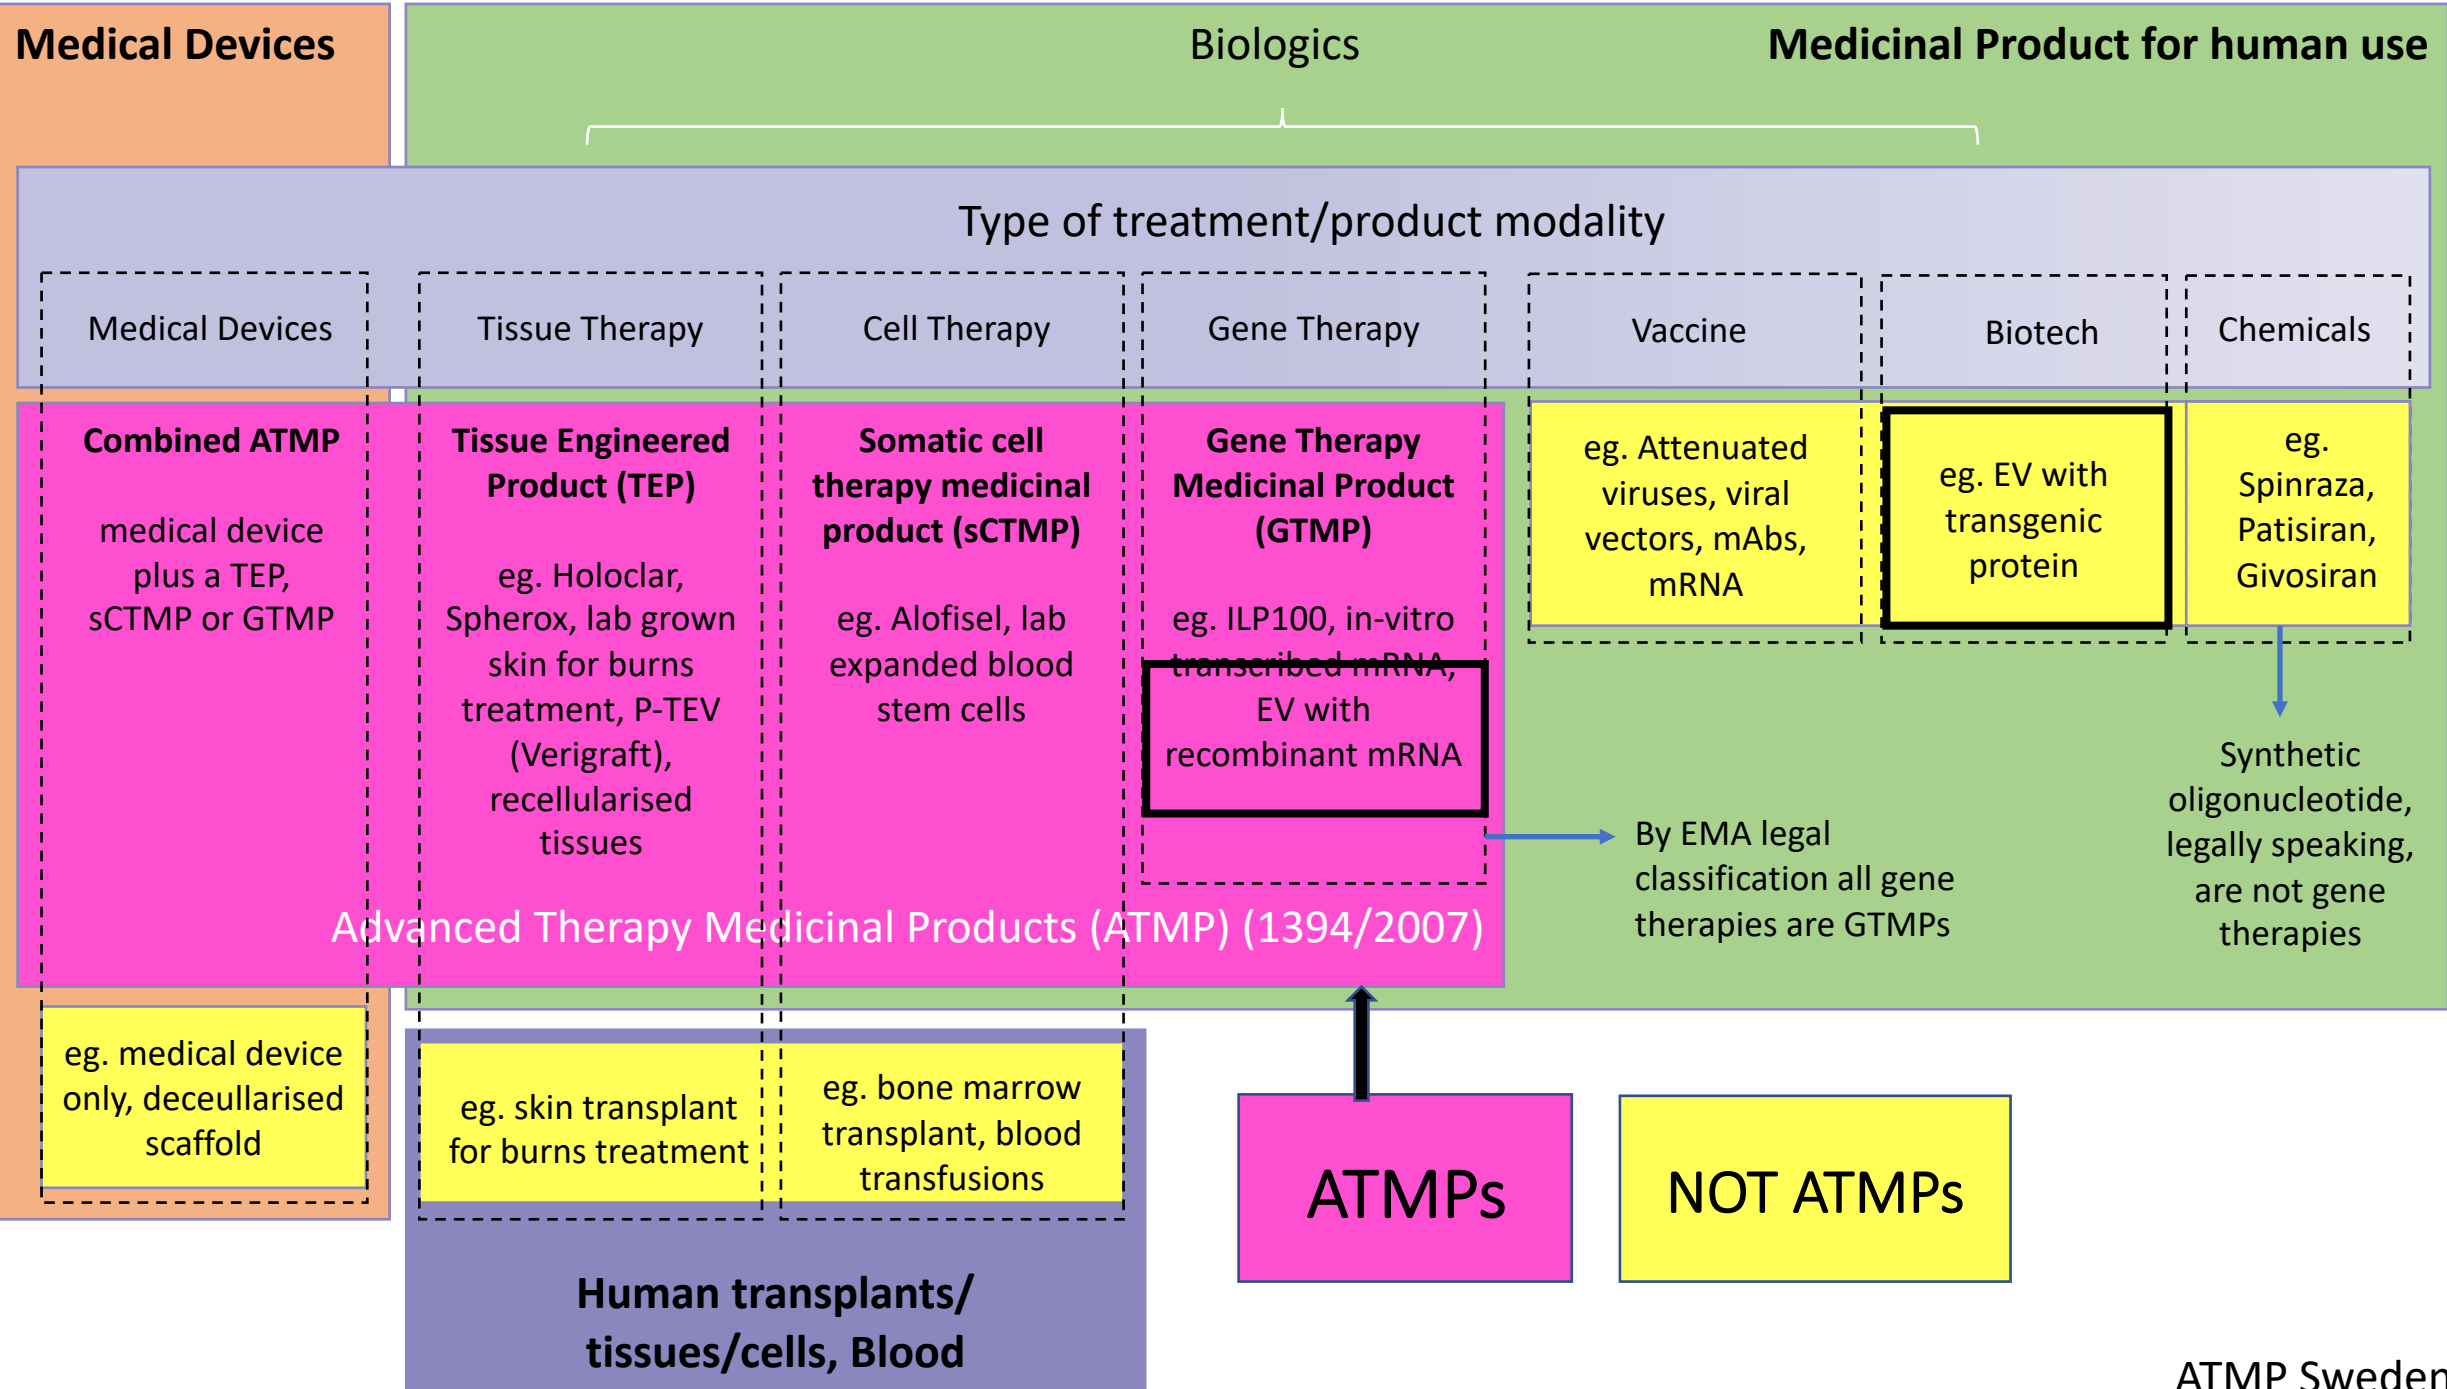 Medical Devices
Biologics
Medicinal Product for human use
Type of treatment/product modality
Medical Devices
Tissue Therapy
Cell Therapy
Gene Therapy
Vaccine
Biotech
Chemicals
Combined ATMP
medical device
plus a TEP,
sCTMP or GTMP
Tissue Engineered
Product (TEP)
eg. Holoclar,
Spherox, lab grown
skin for burns
treatment, P-TEV
(Verigraft),
recellularised
tissues
Somatic cell
therapy medicinal
product (sCTMP)
eg. Alofisel, lab
expanded blood
stem cells
Gene Therapy
Medicinal Product
(GTMP)
eg. ILP100, in-vitro
transcribed mRNA,
EV with
recombinant mRNA
eg. Attenuated
viruses, viral
vectors, mAbs,
mRNA
eg. EV with
transgenic
protein
eg.
Spinraza,
Patisiran,
Givosiran
Synthetic
oligonucleotide,
legally speaking,
are not gene
therapies
By EMA legal
classification all gene
therapies are GTMPs
Advanced Therapy Medicinal Products (ATMP) (1394/2007)
eg. medical device
only, deceullarised
scaffold
eg. skin transplant
for burns treatment
eg. bone marrow
transplant, blood
transfusions
ATMPs
NOT ATMPs
Human transplants/
tissues/cells, Blood
ATMP Sweden